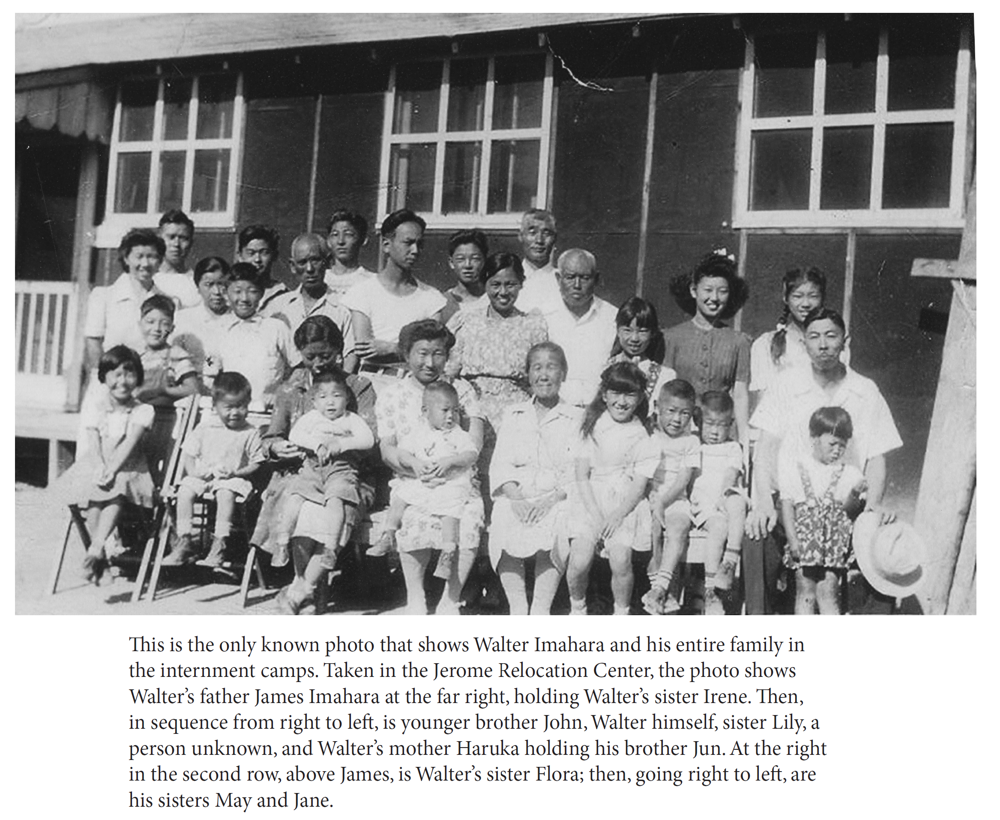 This is the only known photo that shows Walter Imahara and his entire family in
the internment camps. Taken in the Jerome Relocation Center, the photo shows
Walter’s father James Imahara at the far right, holding Walter’s sister Irene. Then,
in sequence from right to left, is younger brother John, Walter himself, sister Lily, a
person unknown, and Walter’s mother Haruka holding his brother Jun. At the right
in the second row, above James, is Walter’s sister Flora; then, going right to left, are
his sisters May and Jane.